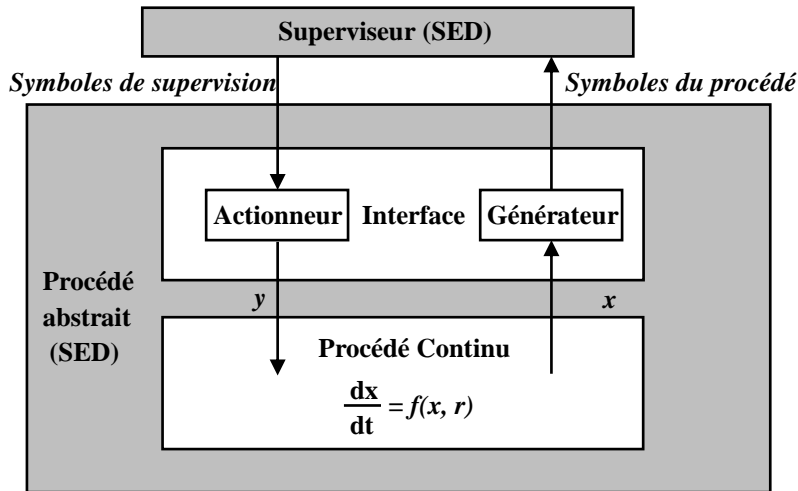 Superviseur (SED)
Symboles de supervision
Symboles du procédé
Actionneur
Interface
Générateur
Procédé
abstrait
(SED)
y
x
Procédé Continu
dx
dt
= f(x, r)